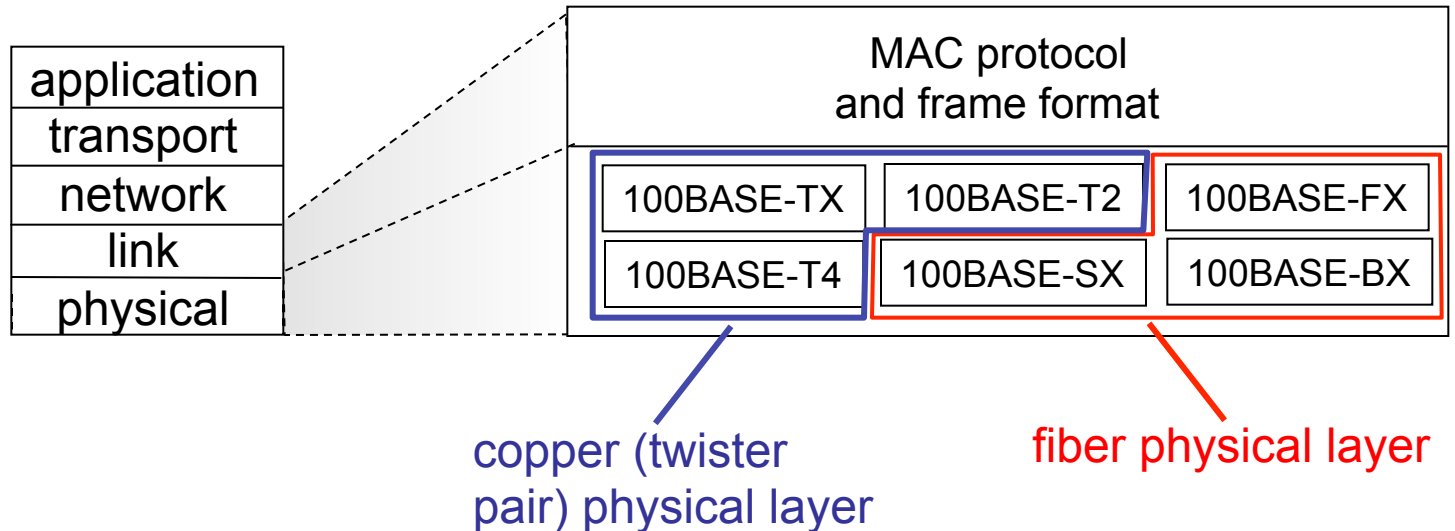 application
transport
network
link
physical
MAC protocol
and frame format
100BASE-TX
100BASE-T2
100BASE-FX
100BASE-T4
100BASE-SX
100BASE-BX
copper (twister
pair) physical layer
fiber physical layer